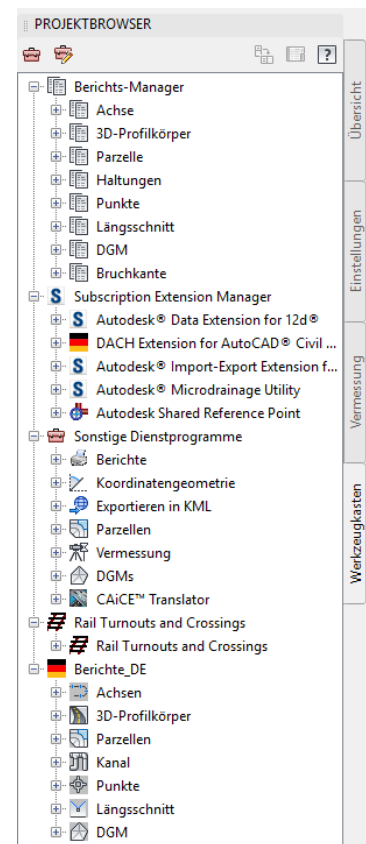 PROJEKTBROWSER
?
Berichts-Manager
Achse
3D-Profilkörper
Parzelle
Haltungen
Punkte
Längsschnitt
DGM
Bruchkante
S Subscription Extension Manager
S Autodesk® Data Extension for 12d®
DACH Extension for AutoCAD® Civil ...
S Autodesk® Import-Export Extension f...
S Autodesk® Microdrainage Utility
Autodesk Shared Reference Point
Sonstige Dienstprogramme
Berichte
Koordinatengeometrie
Exportieren in KML
Parzellen
Vermessung
DGMs
CAiCE™ Translator
Rail Turnouts and Crossings
Rail Turnouts and Crossings
Berichte_DE
Achsen
3D-Profilkörper
Parzellen
Kanal
Punkte
Längsschnitt
DGM
Übersicht
Einstellungen
Vermessung
Werkzeugkasten